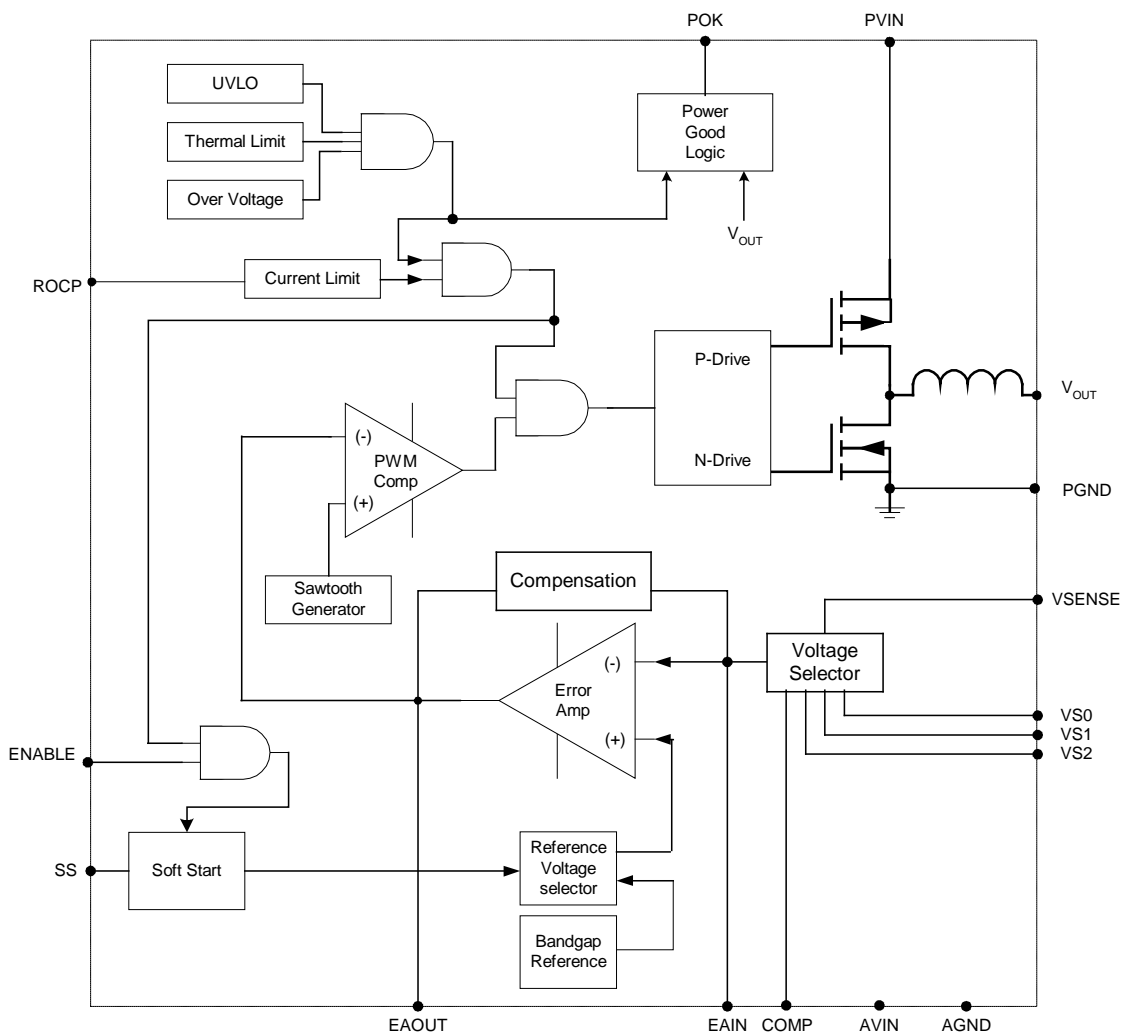 POK
PVIN
UVLO
Thermal Limit
Over Voltage
Power
Good
Logic
V_OUT
ROCP
Current Limit
P-Drive
N-Drive
V_OUT
PGND
(-)
PWM
Comp
(+)
Sawtooth
Generator
Compensation
VSENSE
Voltage
Selector
(-)
Error
Amp
(+)
VS0
VS1
VS2
ENABLE
SS
Soft Start
Reference
Voltage
selector
Bandgap
Reference
EAOUT
EAIN
COMP
AVIN
AGND